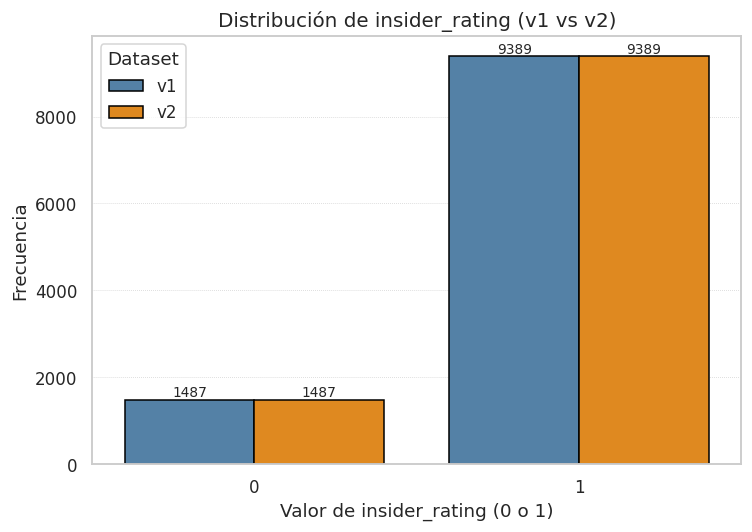 Distribución de insider_rating (v1 vs v2)
Dataset
v1
v2
Frecuencia
8000
6000
4000
2000
0
1487
1487
9389
9389
0
1
Valor de insider_rating (0 o 1)